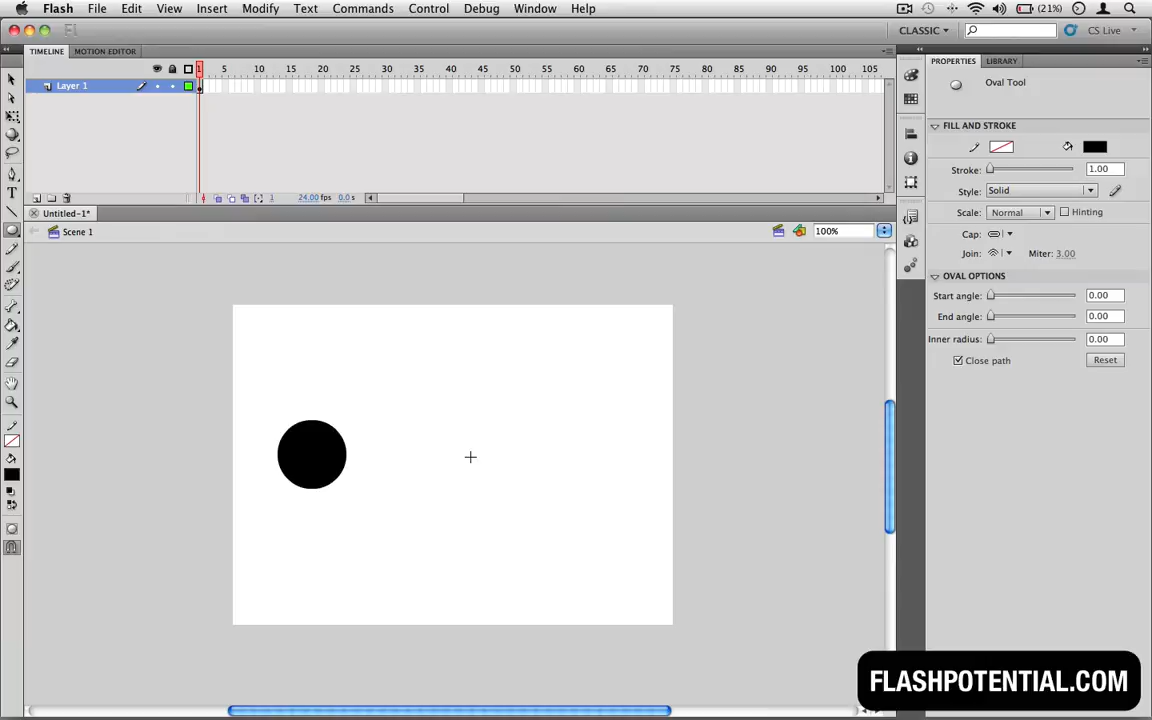 Flash File Edit View Insert Modify Text Commands Control Debug Window Help (21%)
Fl CLASSIC CS Live
TIMELINE MOTION EDITOR
1 5 10 15 20 25 30 35 40 45 50 55 60 65 70 75 80 85 90 95 100 105
Layer 1
1 24.00 fps 0.0 s
Untitled-1*
Scene 1 100%
PROPERTIES LIBRARY
Oval Tool
FILL AND STROKE
Stroke: 1.00
Style: Solid
Scale: Normal Hinting
Cap:
Join: Miter: 3.00
OVAL OPTIONS
Start angle: 0.00
End angle: 0.00
Inner radius: 0.00
Close path Reset
T
FLASHPOTENTIAL.COM